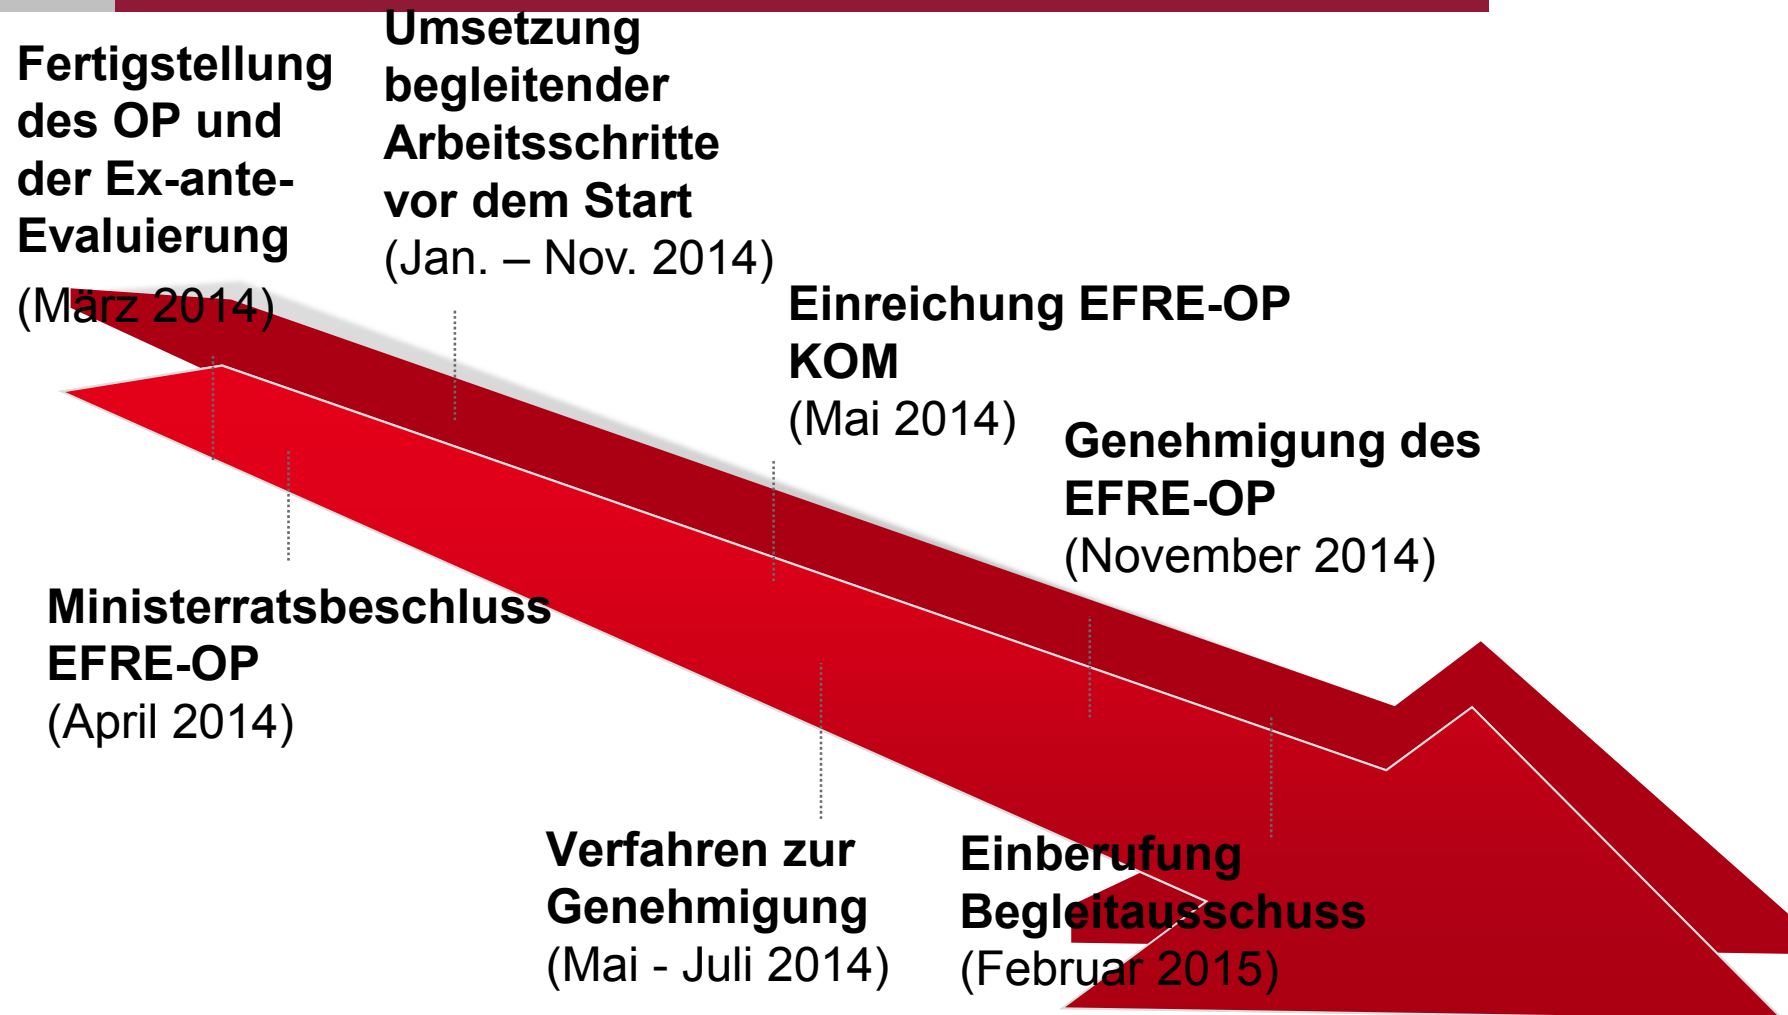 Fertigstellung
des OP und
der Ex-ante-
Evaluierung
(März 2014)
Umsetzung
begleitender
Arbeitsschritte
vor dem Start
(Jan. – Nov. 2014)
Einreichung EFRE-OP
KOM
(Mai 2014)
Genehmigung des
EFRE-OP
(November 2014)
Ministerratsbeschluss
EFRE-OP
(April 2014)
Verfahren zur
Genehmigung
(Mai - Juli 2014)
Einberufung
Begleitausschuss
(Februar 2015)